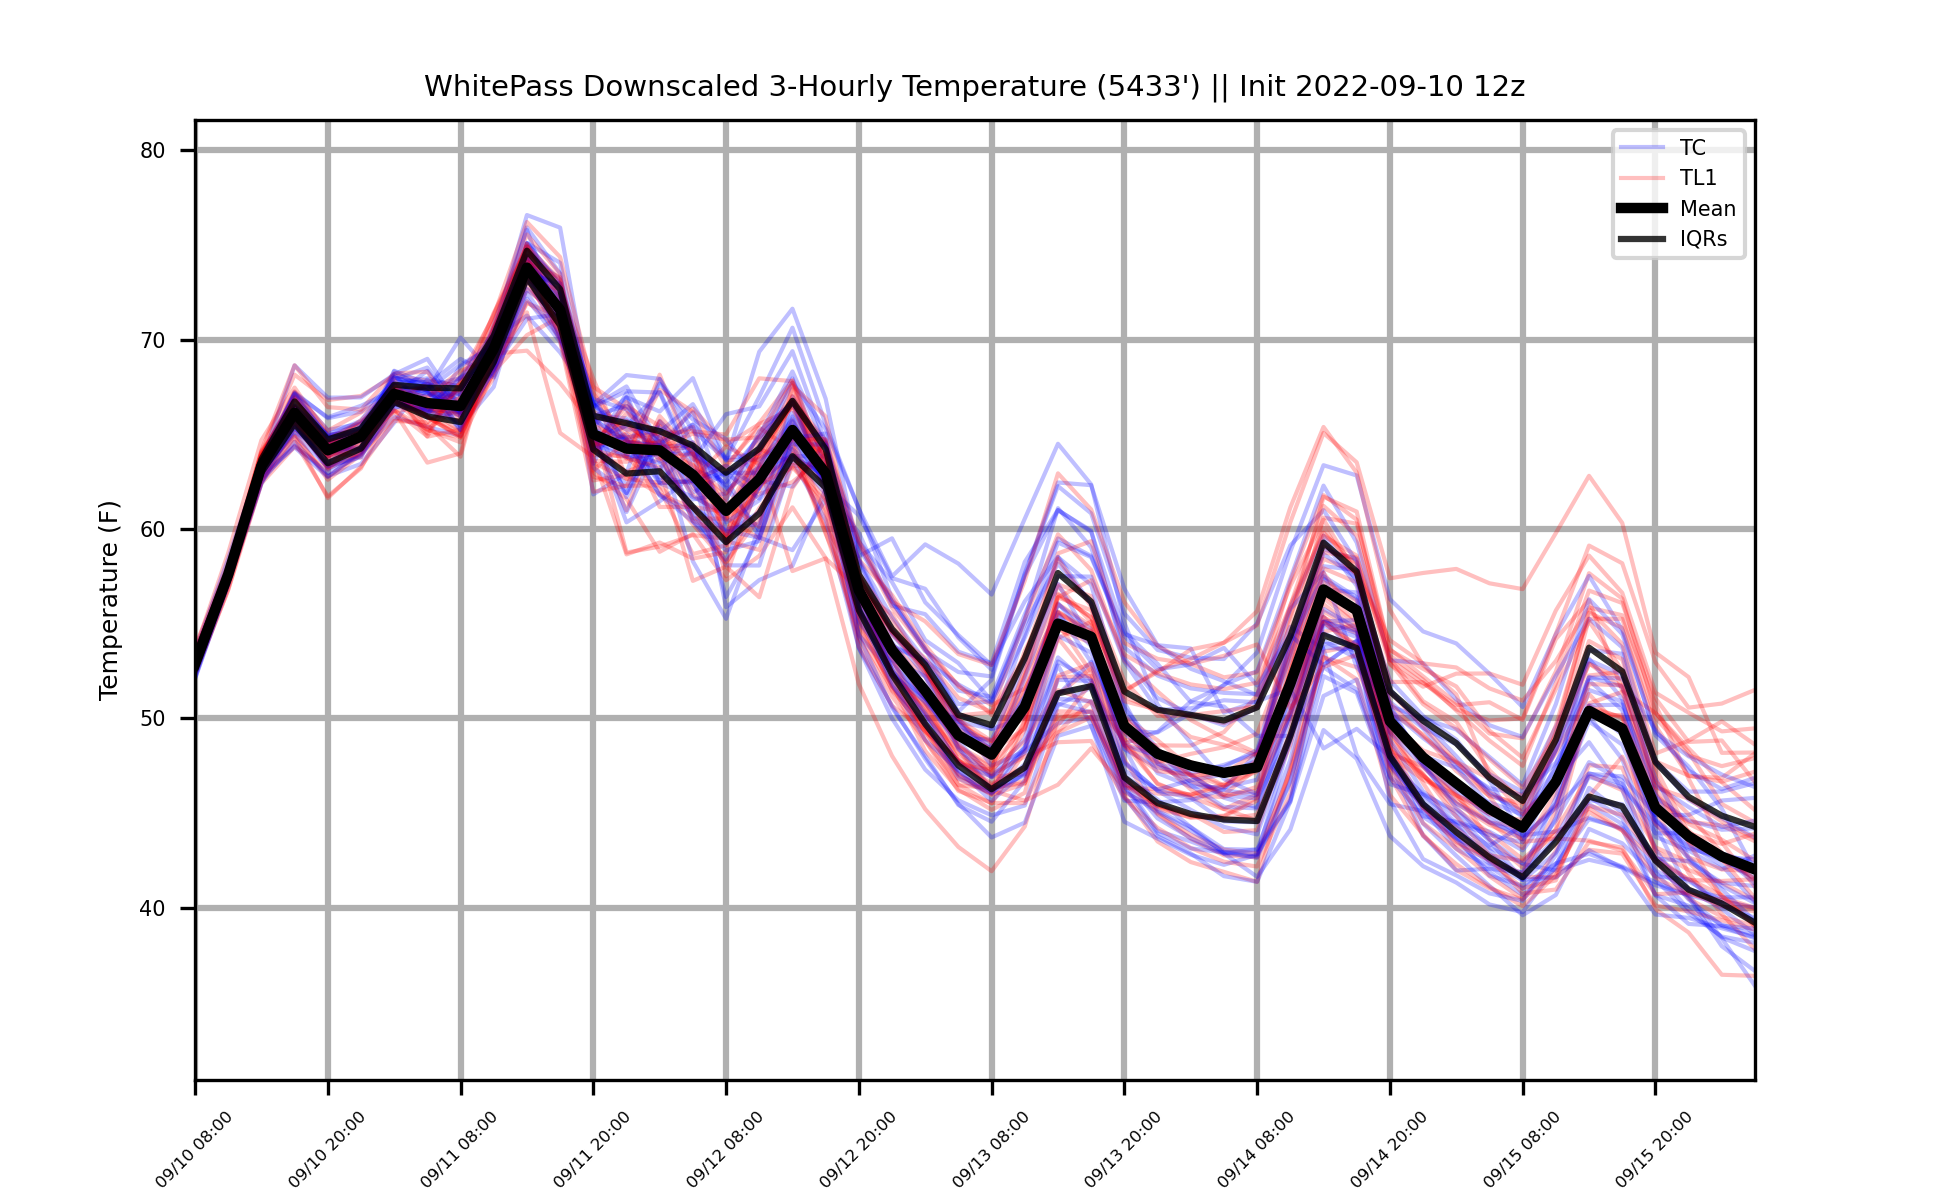 WhitePass Downscaled 3-Hourly Temperature (5433') || Init 2022-09-10 12z
TC
TL1
Mean
IQRs
Temperature (F)
80
70
60
50
40
09/10 08:00
09/10 20:00
09/11 08:00
09/11 20:00
09/12 08:00
09/12 20:00
09/13 08:00
09/13 20:00
09/14 08:00
09/14 20:00
09/15 08:00
09/15 20:00